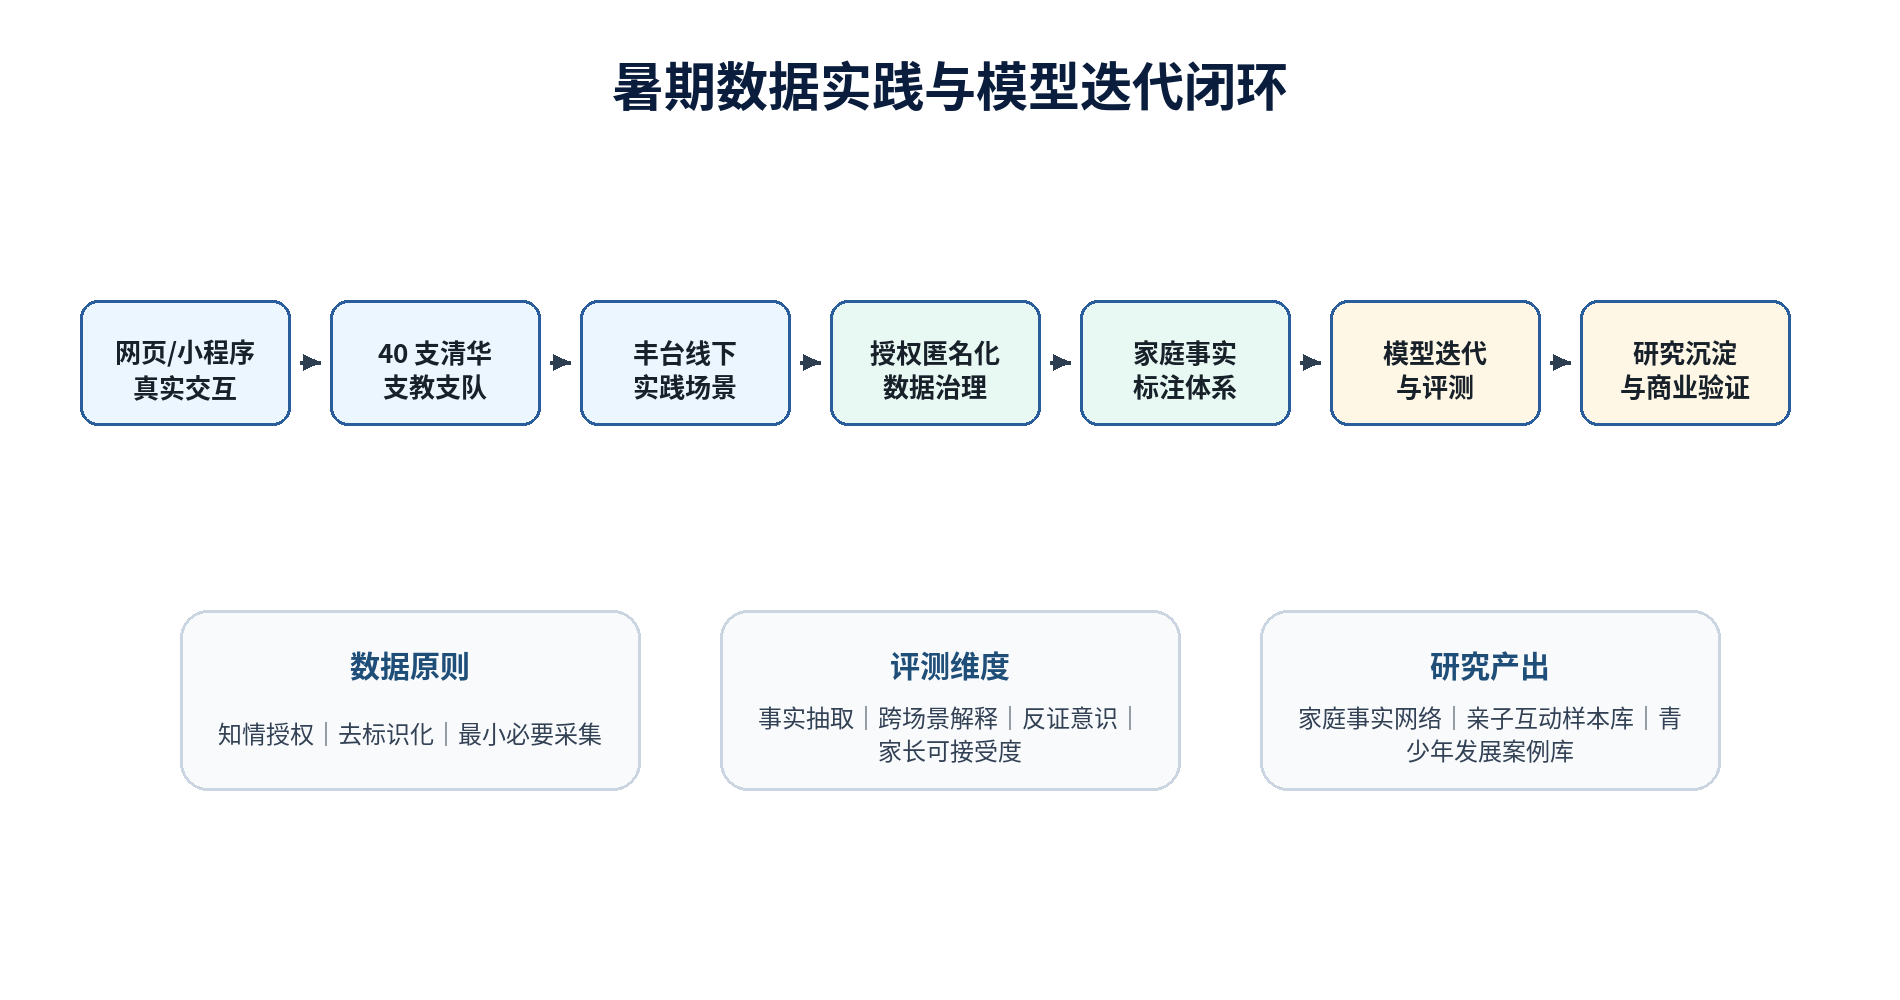 暑期数据实践与模型迭代闭环
网页/小程序
真实交互
40 支清华
支教支队
丰台线下
实践场景
授权匿名化
数据治理
家庭事实
标注体系
模型迭代
与评测
研究沉淀
与商业验证
数据原则
知情授权｜去标识化｜最小必要采集
评测维度
事实抽取｜跨场景解释｜反证意识｜
家长可接受度
研究产出
家庭事实网络｜亲子互动样本库｜青
少年发展案例库